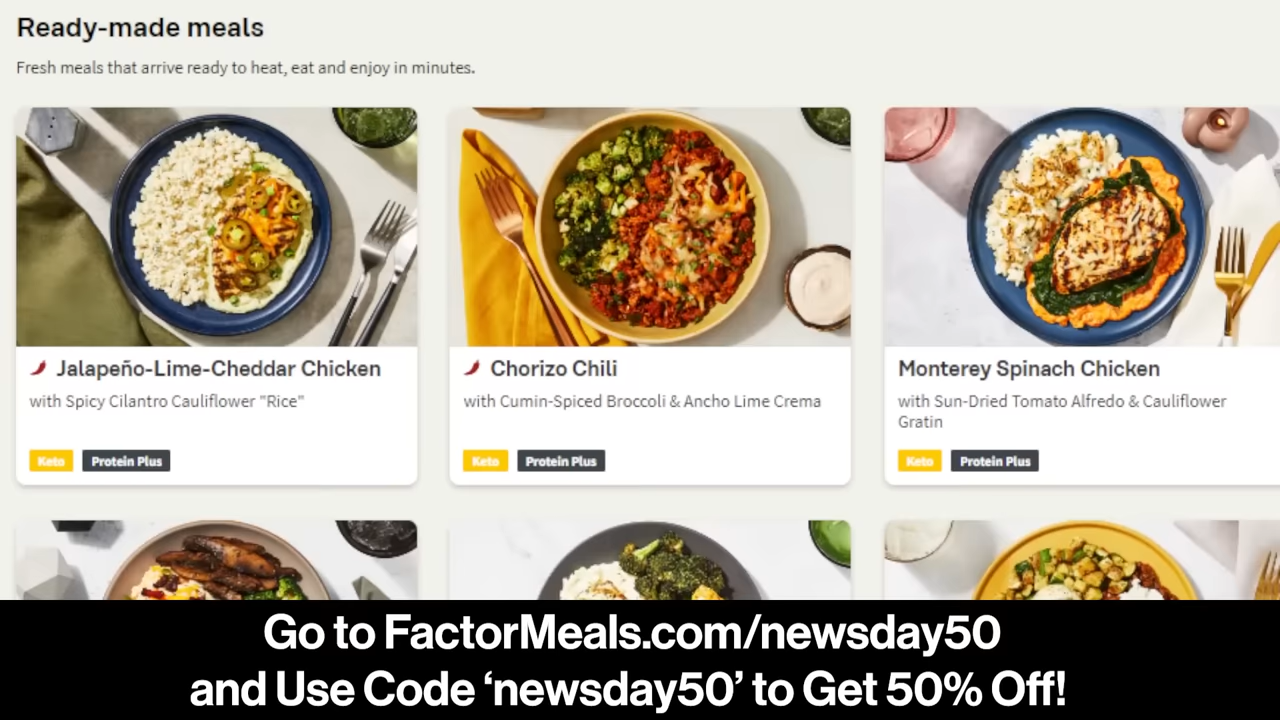 Ready-made meals
Fresh meals that arrive ready to heat, eat and enjoy in minutes.
Jalapeño-Lime-Cheddar Chicken
with Spicy Cilantro Cauliflower "Rice"
Keto Protein Plus
Chorizo Chili
with Cumin-Spiced Broccoli & Ancho Lime Crema
Keto Protein Plus
Monterey Spinach Chicken
with Sun-Dried Tomato Alfredo & Cauliflower
Gratin
Keto Protein Plus
Go to FactorMeals.com/newsday50
and Use Code ‘newsday50’ to Get 50% Off!